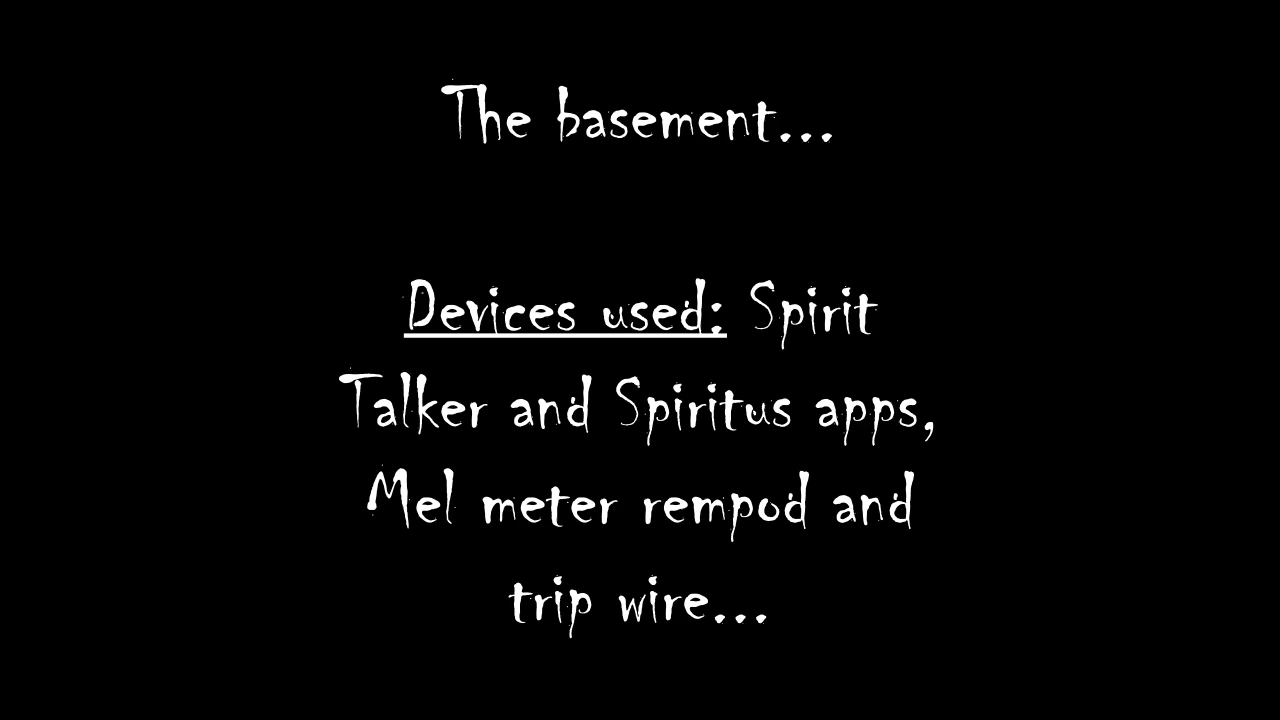 The basement...
Devices used: Spirit
Talker and Spiritus apps,
Mel meter rempod and
trip wire...